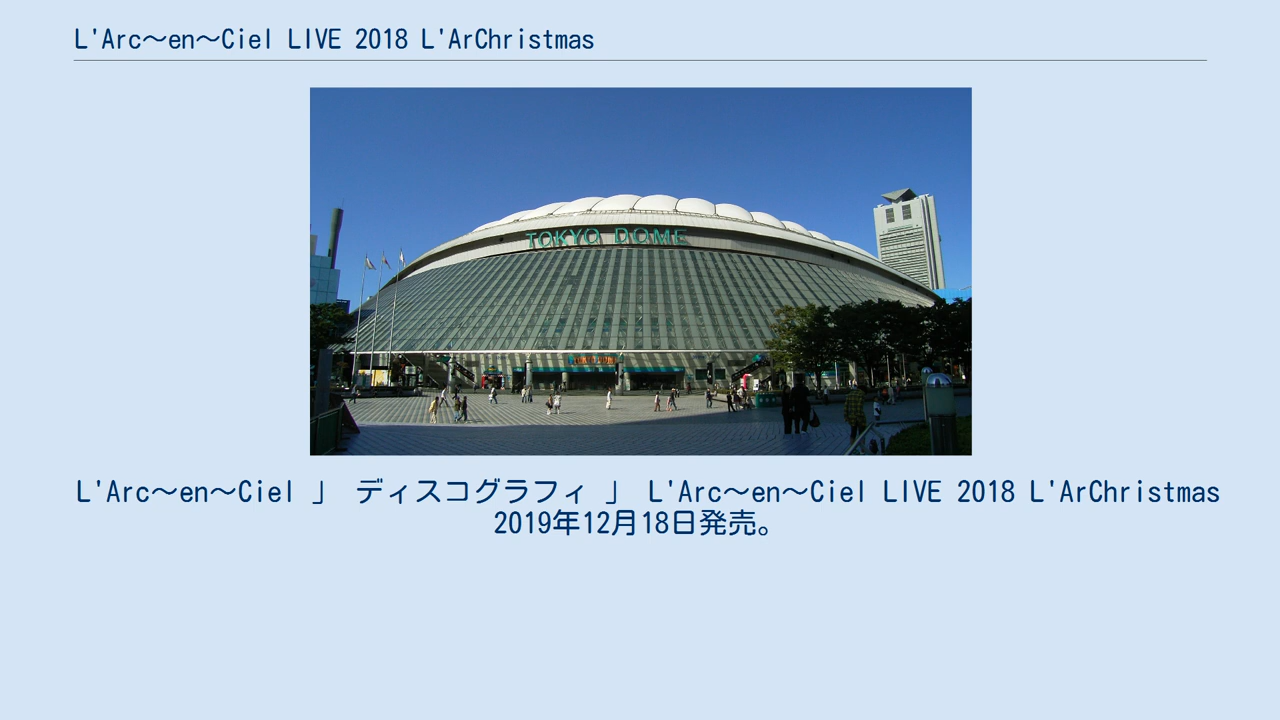 L'Arc〜en〜Ciel LIVE 2018 L'ArChristmas
TOKYO DOME
TOKYO DOME
L'Arc〜en〜Ciel 」 ディスコグラフィ 」 L'Arc〜en〜Ciel LIVE 2018 L'ArChristmas
2019年12月18日発売。